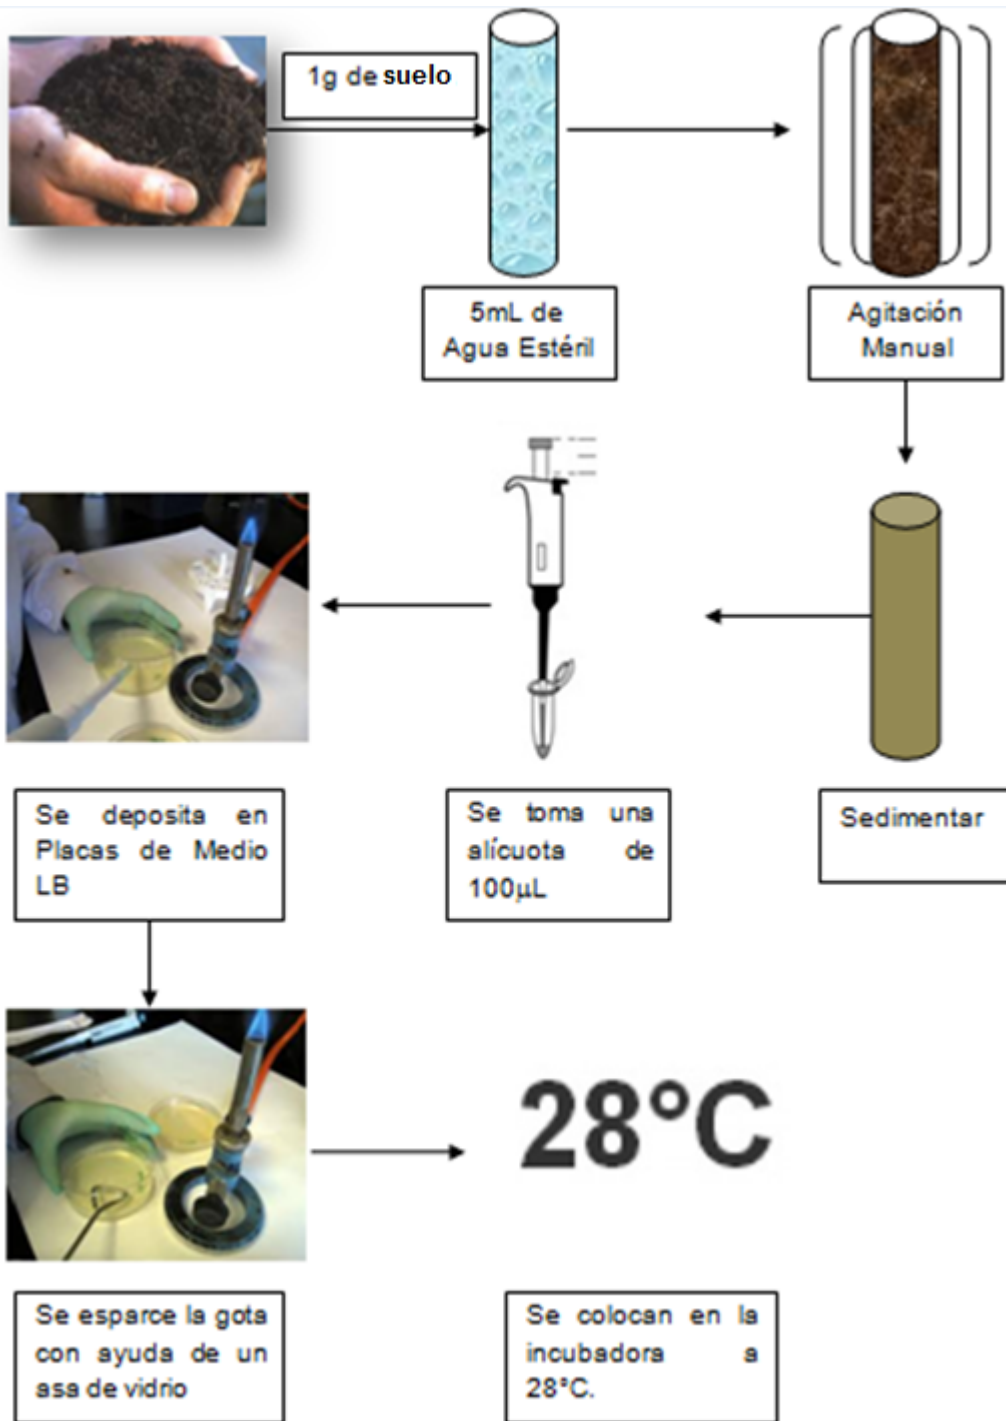 1g de suelo
5mL de
Agua Estéril
Agitación
Manual
Sedimentar
Se toma una
alícuota de
100µL
Se deposita en
Placas de Medio
LB
Se esparce la gota
con ayuda de un
asa de vidrio
28°C
Se colocan en la
incubadora a
28°C.